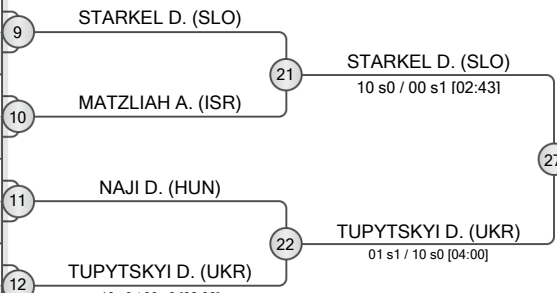 STARKEL D. (SLO)
9
21
STARKEL D. (SLO)
10 s0 / 00 s1 [02:43]
MATZLIAH A. (ISR)
10
27
NAJI D. (HUN)
11
22
TUPYTSKYI D. (UKR)
01 s1 / 10 s0 [04:00]
TUPYTSKYI D. (UKR)
12